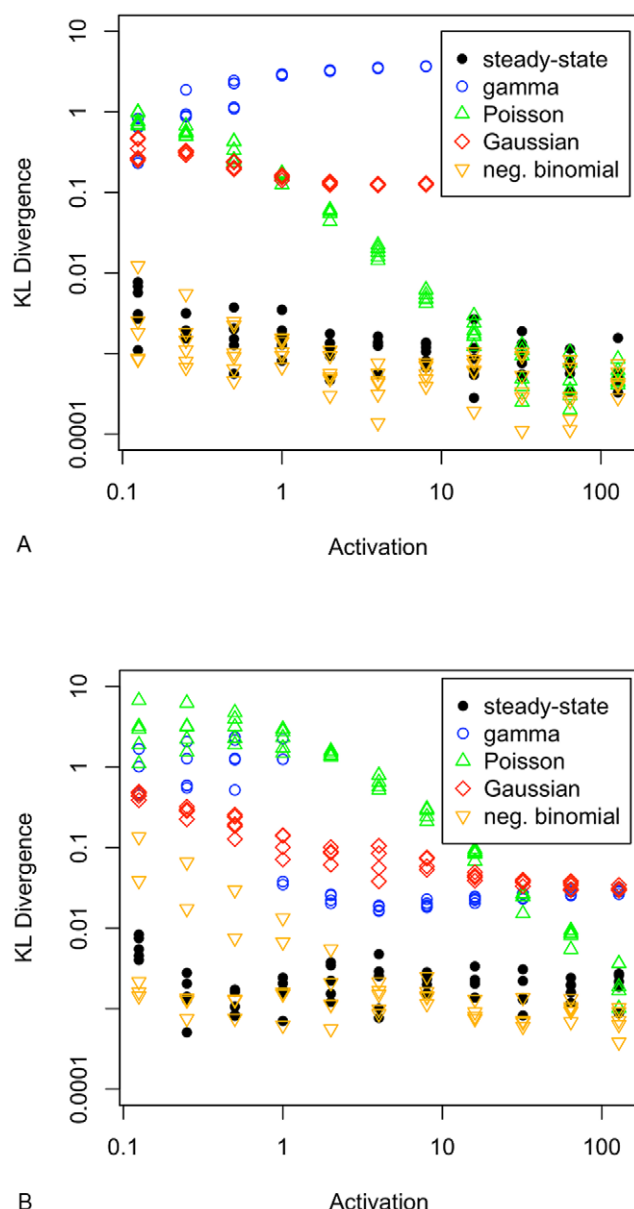 10
1
0.1
0.01
0.0001
KL Divergence
0.1
1
10
100
Activation
steady-state
gamma
Poisson
Gaussian
neg. binomial
A
10
1
0.1
0.01
0.0001
KL Divergence
0.1
1
10
100
Activation
steady-state
gamma
Poisson
Gaussian
neg. binomial
B